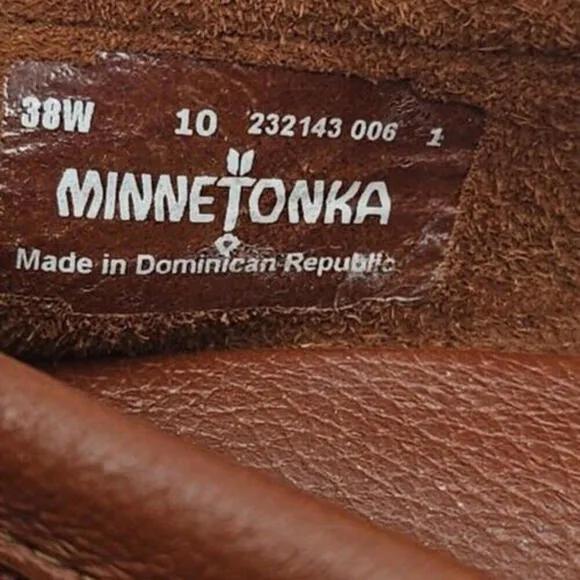 38W 10 232143 006 1
MINNETONKA
Made in Dominican Republic